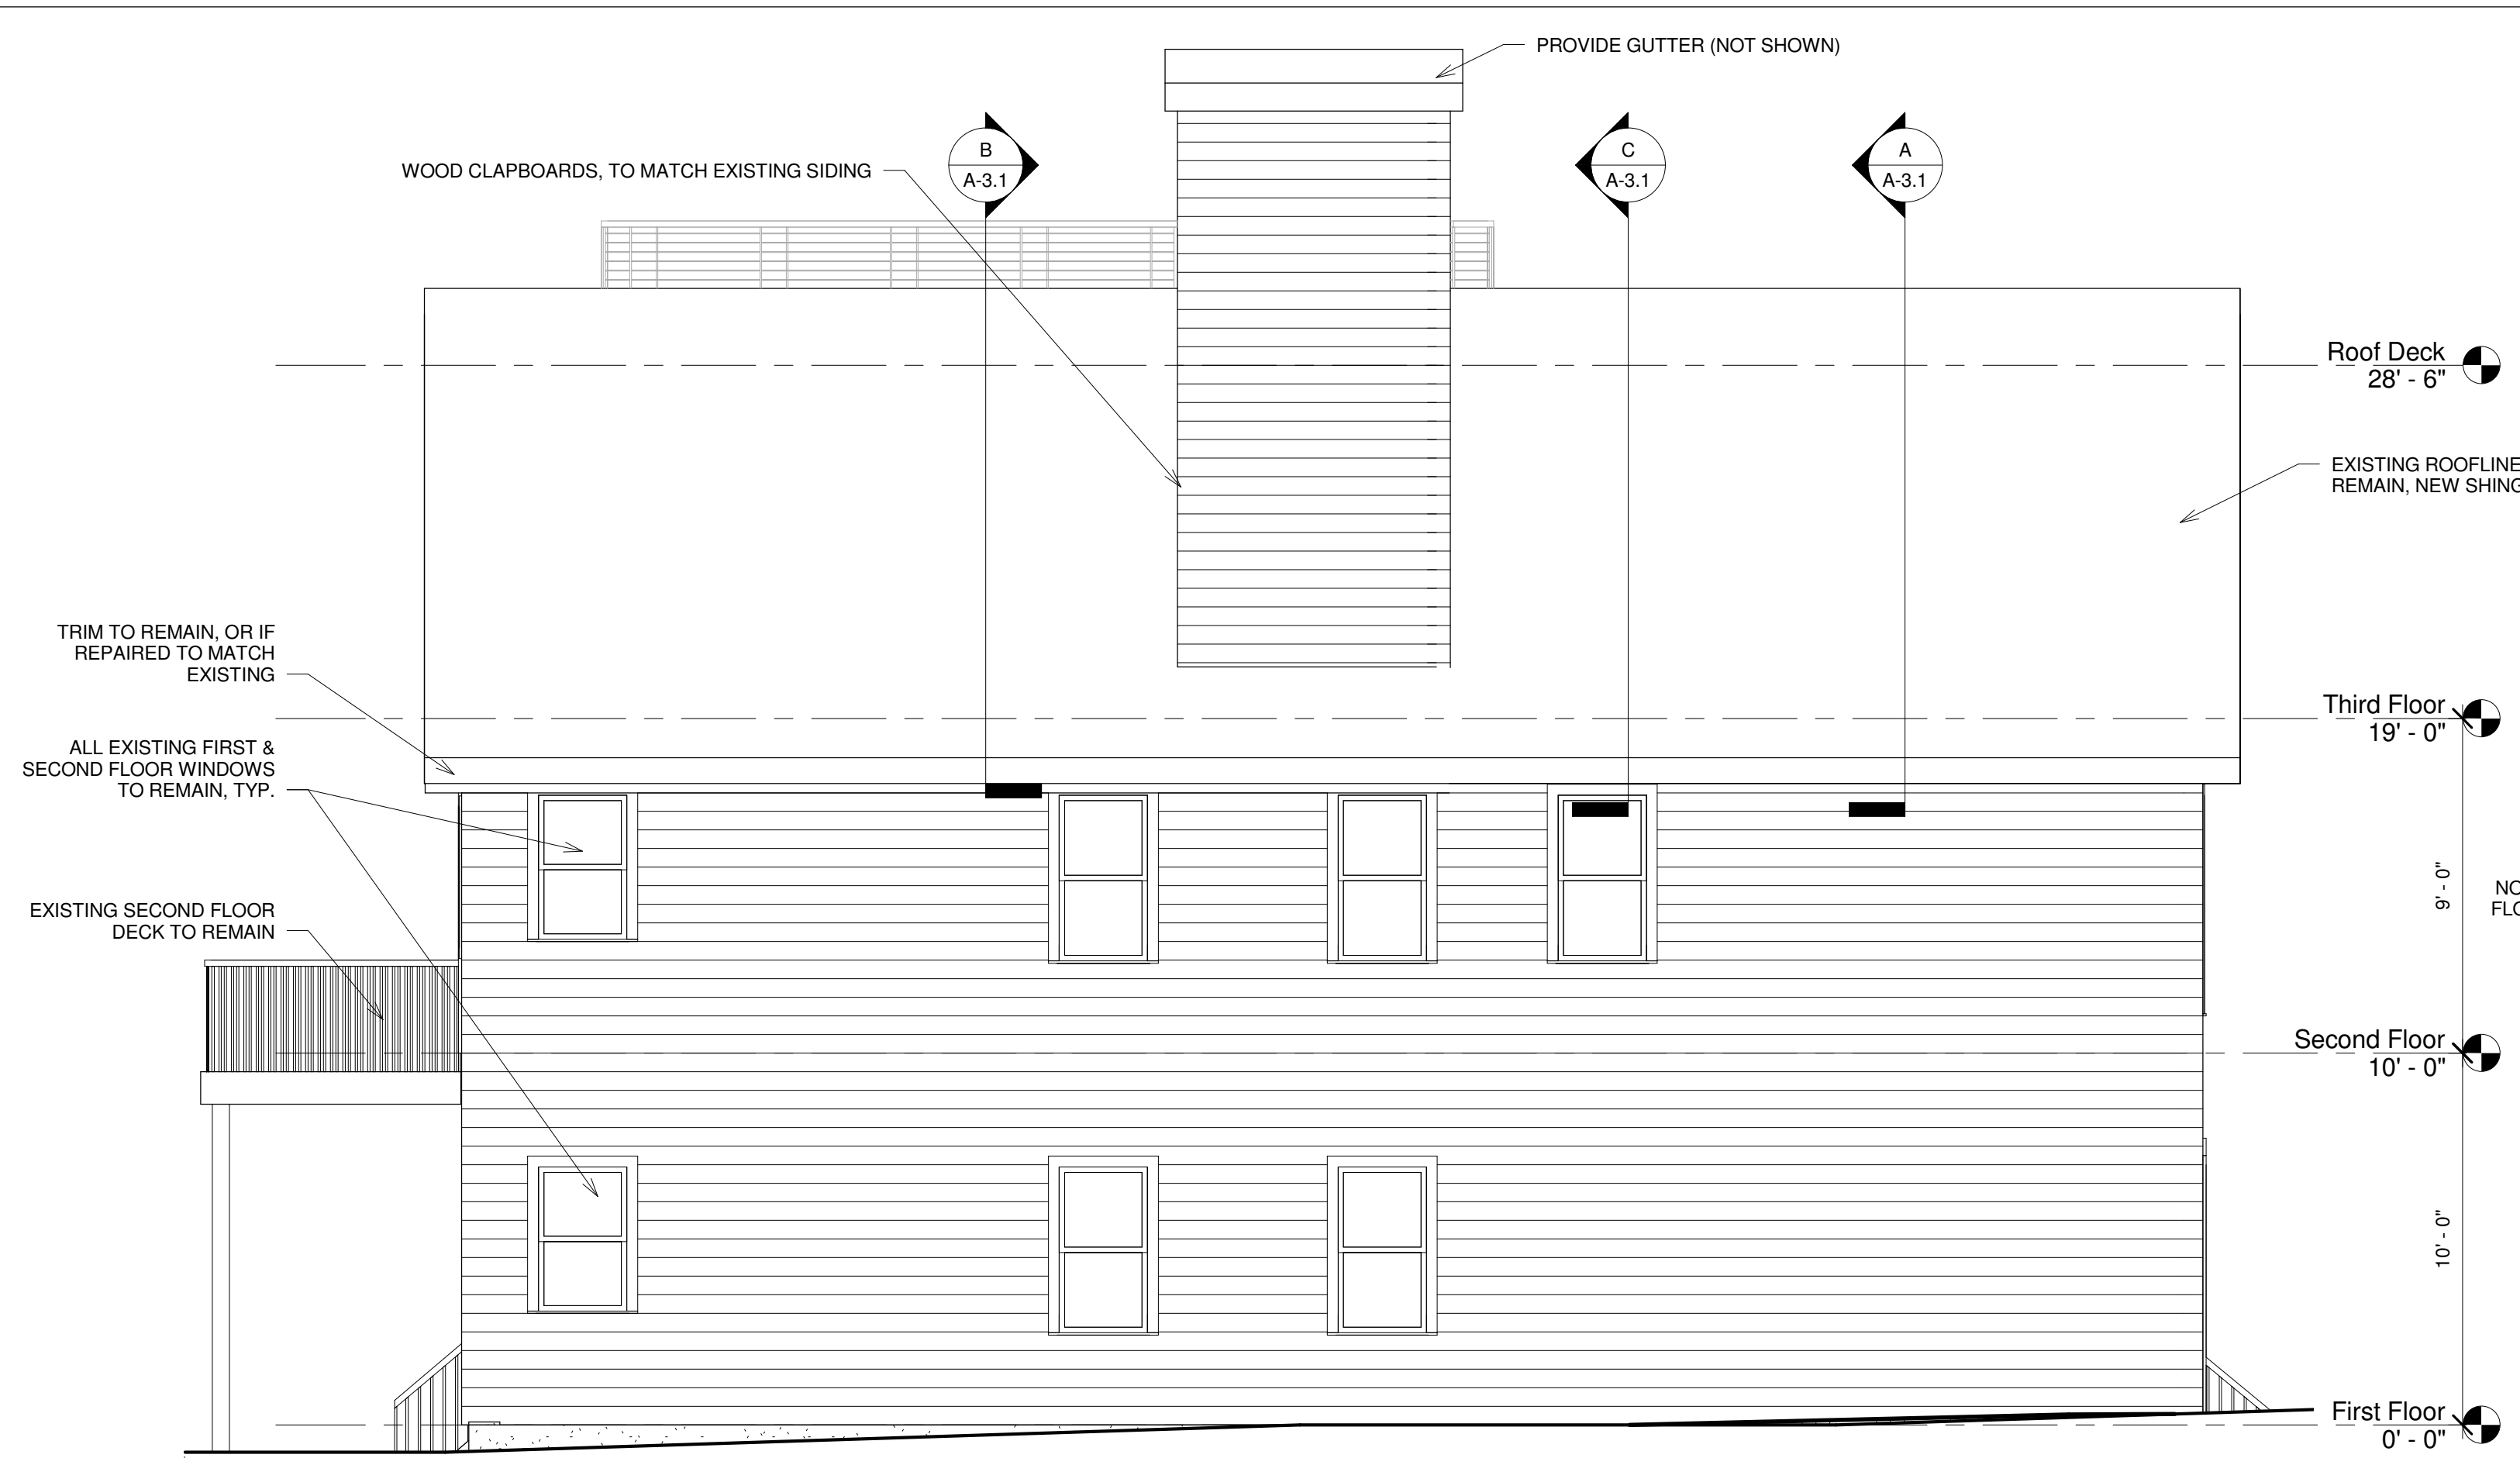 PROVIDE GUTTER (NOT SHOWN)
WOOD CLAPBOARDS, TO MATCH EXISTING SIDING
B
A-3.1
C
A-3.1
A
A-3.1
Roof Deck
28' - 6"
EXISTING ROOFLINE
REMAIN, NEW SHING
TRIM TO REMAIN, OR IF
REPAIRED TO MATCH
EXISTING
Third Floor
19' - 0"
ALL EXISTING FIRST &
SECOND FLOOR WINDOWS
TO REMAIN, TYP.
9' - 0"
NO
FLO
EXISTING SECOND FLOOR
DECK TO REMAIN
Second Floor
10' - 0"
10' - 0"
First Floor
0' - 0"